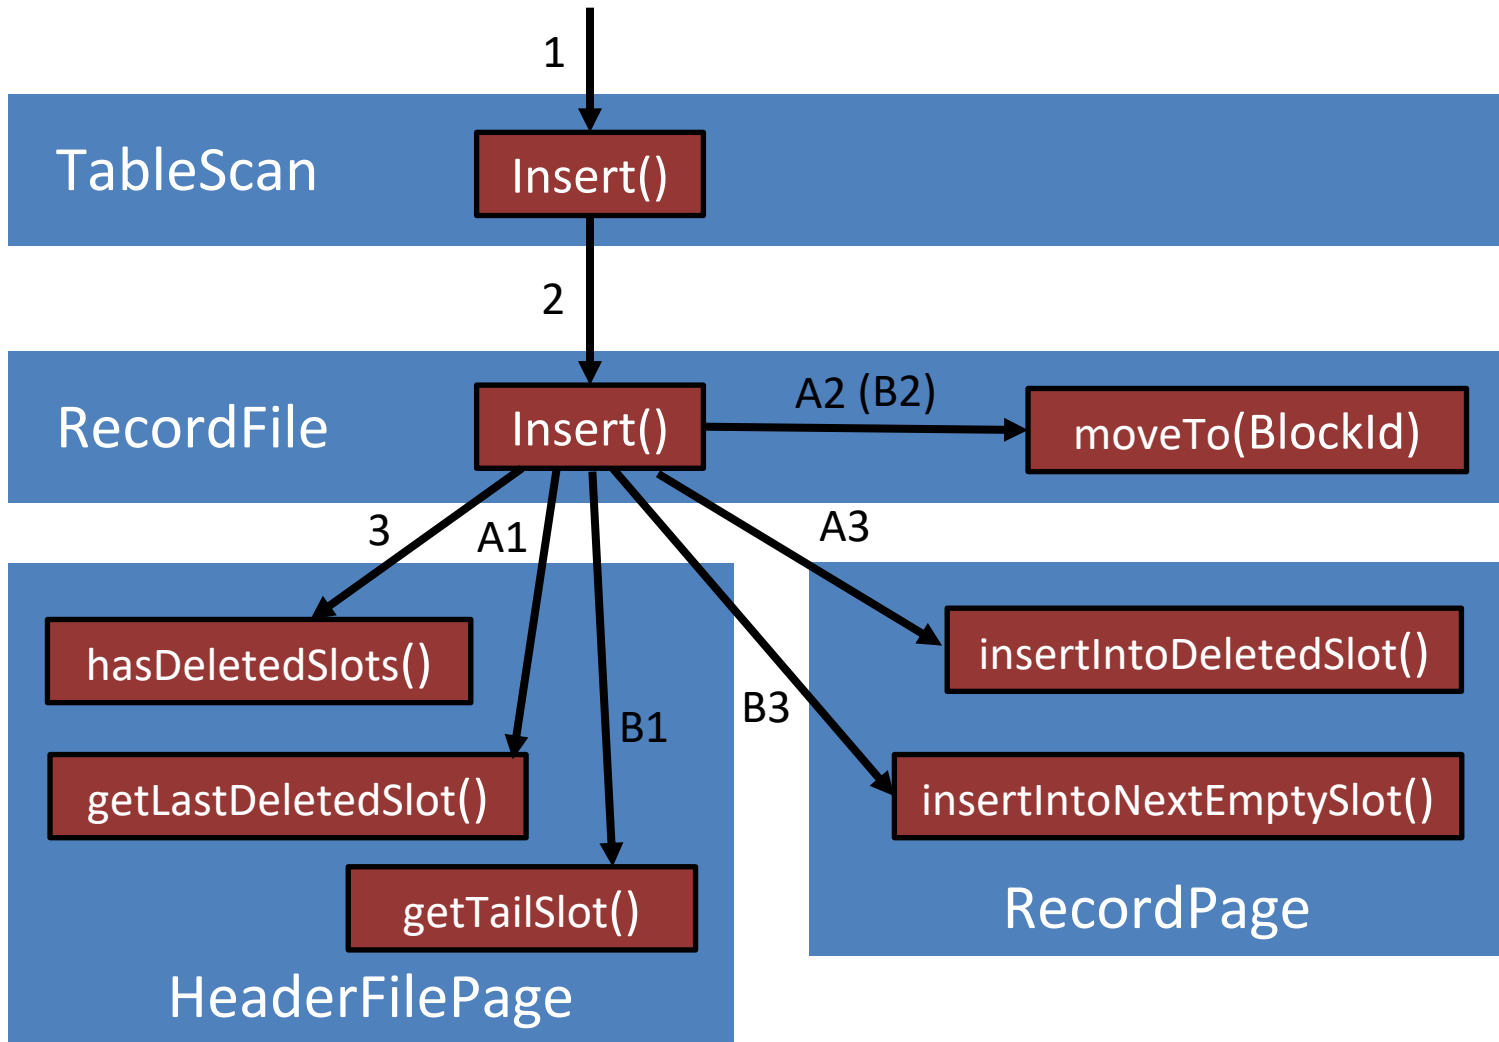 1
TableScan
Insert()
2
RecordFile
Insert()
A2 (B2)
moveTo(BlockId)
3
A1
A3
hasDeletedSlots()
insertIntoDeletedSlot()
B1
B3
getLastDeletedSlot()
insertIntoNextEmptySlot()
getTailSlot()
RecordPage
HeaderFilePage